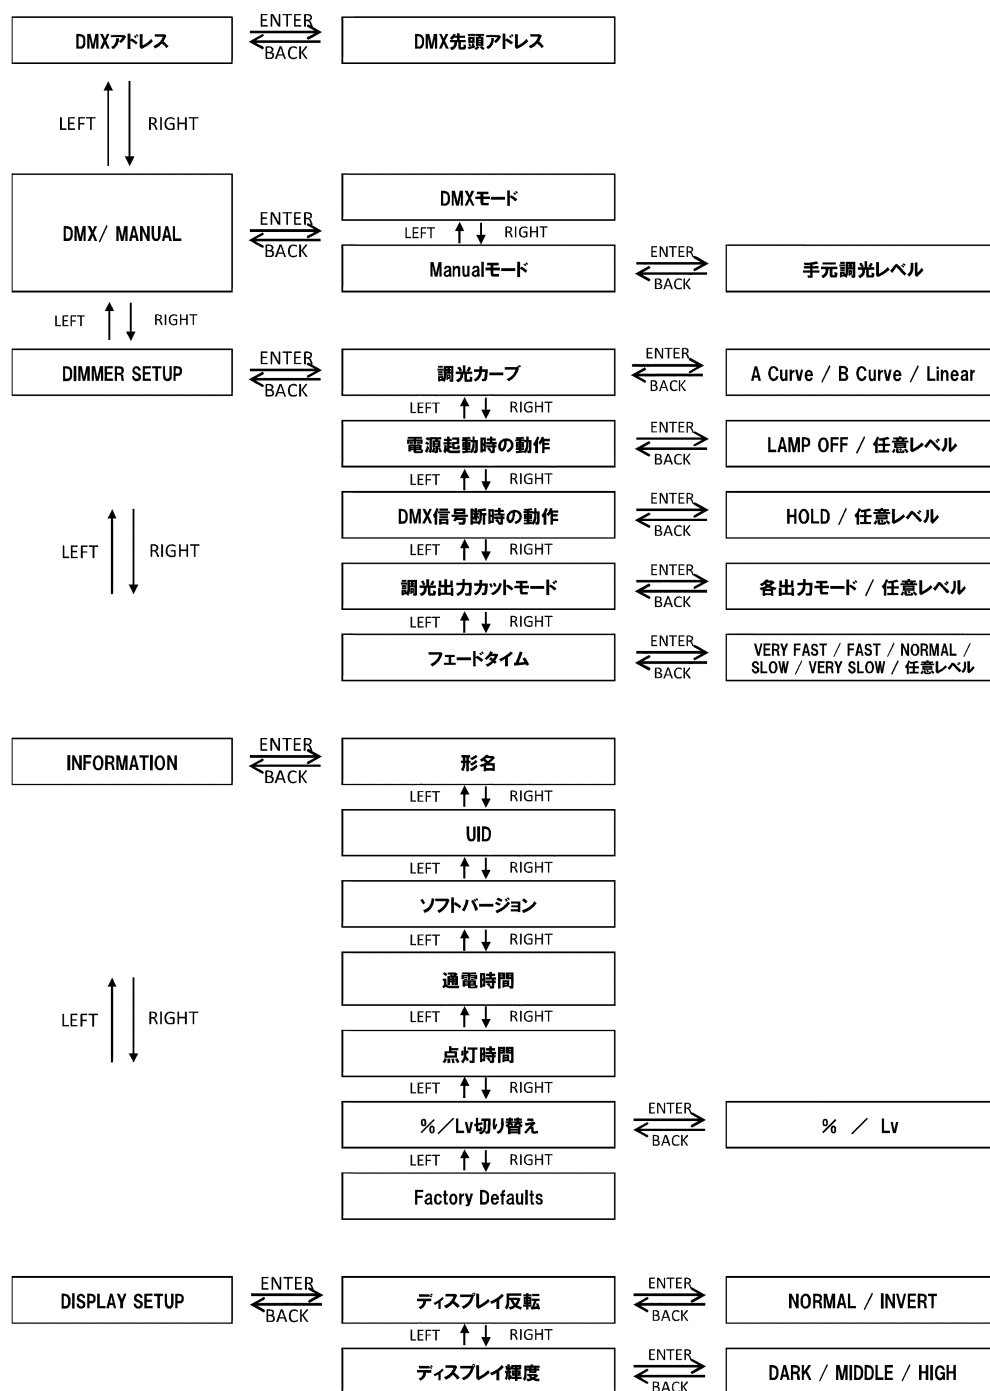 DMXアドレス
ENTER
BACK
DMX先頭アドレス
LEFT
RIGHT
DMX/ MANUAL
ENTER
BACK
DMXモード
LEFT
RIGHT
Manualモード
ENTER
BACK
手元調光レベル
LEFT
RIGHT
DIMMER SETUP
ENTER
BACK
調光カーブ
ENTER
BACK
A Curve / B Curve / Linear
LEFT
RIGHT
電源起動時の動作
ENTER
BACK
LAMP OFF / 任意レベル
LEFT
RIGHT
DMX信号断時の動作
ENTER
BACK
HOLD / 任意レベル
LEFT
RIGHT
LEFT
RIGHT
調光出力カットモード
ENTER
BACK
各出力モード / 任意レベル
LEFT
RIGHT
フェードタイム
ENTER
BACK
VERY FAST / FAST / NORMAL /
SLOW / VERY SLOW / 任意レベル
INFORMATION
ENTER
BACK
形名
LEFT
RIGHT
UID
LEFT
RIGHT
ソフトバージョン
LEFT
RIGHT
通電時間
LEFT
RIGHT
LEFT
RIGHT
点灯時間
LEFT
RIGHT
%/Lv切り替え
ENTER
BACK
% / Lv
LEFT
RIGHT
Factory Defaults
DISPLAY SETUP
ENTER
BACK
ディスプレイ反転
ENTER
BACK
NORMAL / INVERT
LEFT
RIGHT
ディスプレイ輝度
ENTER
BACK
DARK / MIDDLE / HIGH